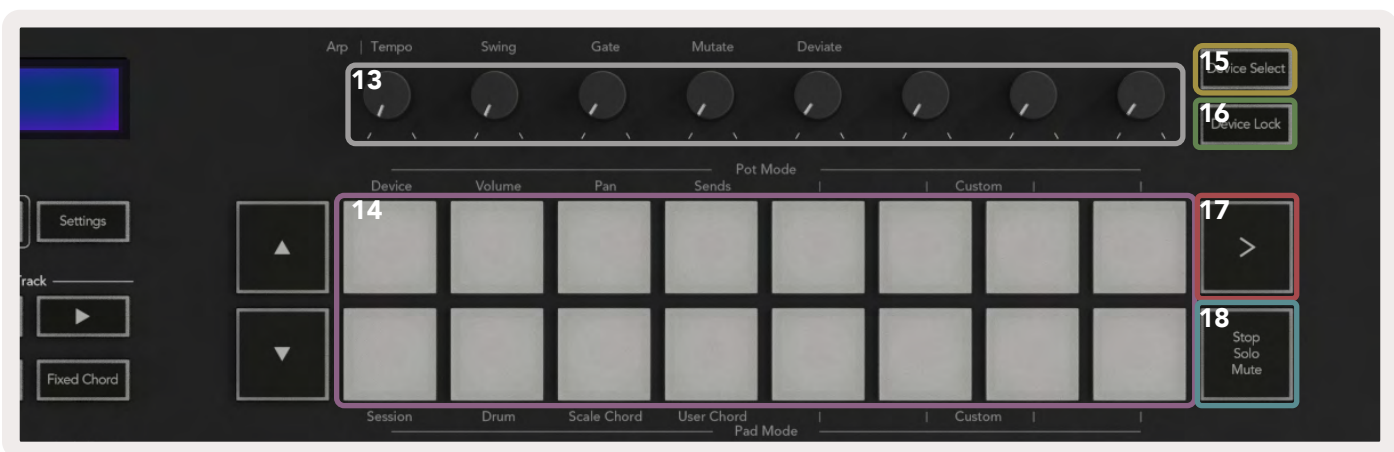 Arp | Tempo Swing Gate Mutate Deviate
13
15
Device Select
16
Device Lock
Pot Mode
Device Volume Pan Sends Custom
14
17
>
Settings
▲
Track
▶
18
Stop
Solo
Mute
▼
Fixed Chord
Session Drum Scale Chord User Chord Custom
Pad Mode